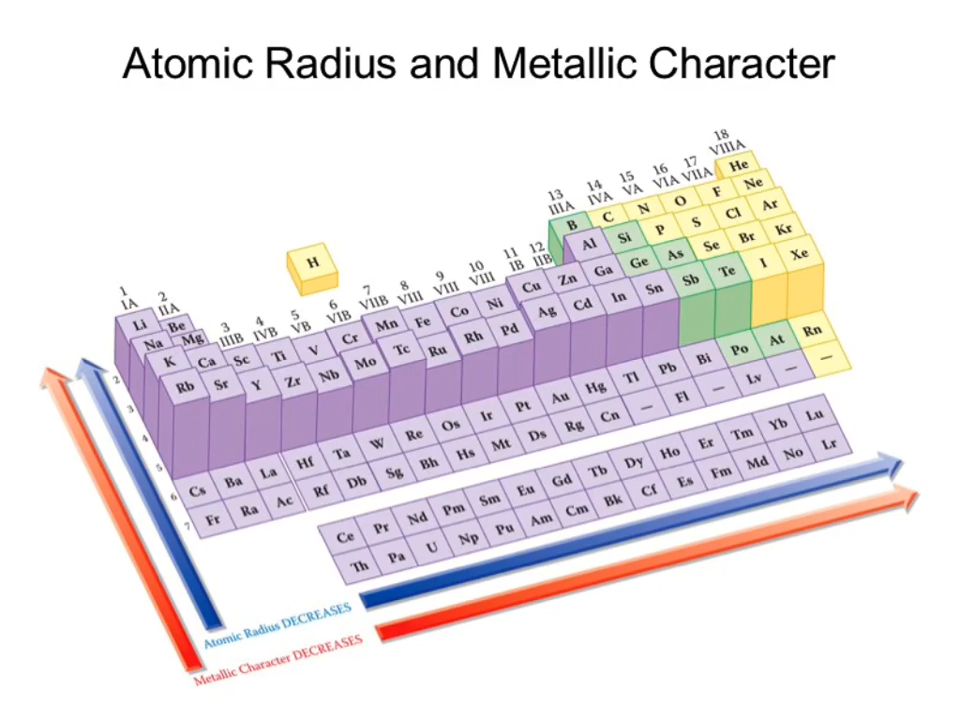 Atomic Radius and Metallic Character
1 2 3 4 5 6 7 8 9 10 11 12 13 14 15 16 17 18
IA IIA IIIB IVB VB VIB VIIB VIII VIII VIII IB IIB IIIA IVA VA VIA VIIA VIIIA
H He
2 Li Be B C N O F Ne
3 Na Mg Al Si P S Cl Ar
4 K Ca Sc Ti V Cr Mn Fe Co Ni Cu Zn Ga Ge As Se Br Kr
5 Rb Sr Y Zr Nb Mo Tc Ru Rh Pd Ag Cd In Sn Sb Te I Xe
6 Cs Ba La Hf Ta W Re Os Ir Pt Au Hg Tl Pb Bi Po At Rn
7 Fr Ra Ac Rf Db Sg Bh Hs Mt Ds Rg Cn — Fl — Lv — —
Ce Pr Nd Pm Sm Eu Gd Tb Dy Ho Er Tm Yb Lu
Th Pa U Np Pu Am Cm Bk Cf Es Fm Md No Lr
Atomic Radius DECREASES
Metallic Character DECREASES